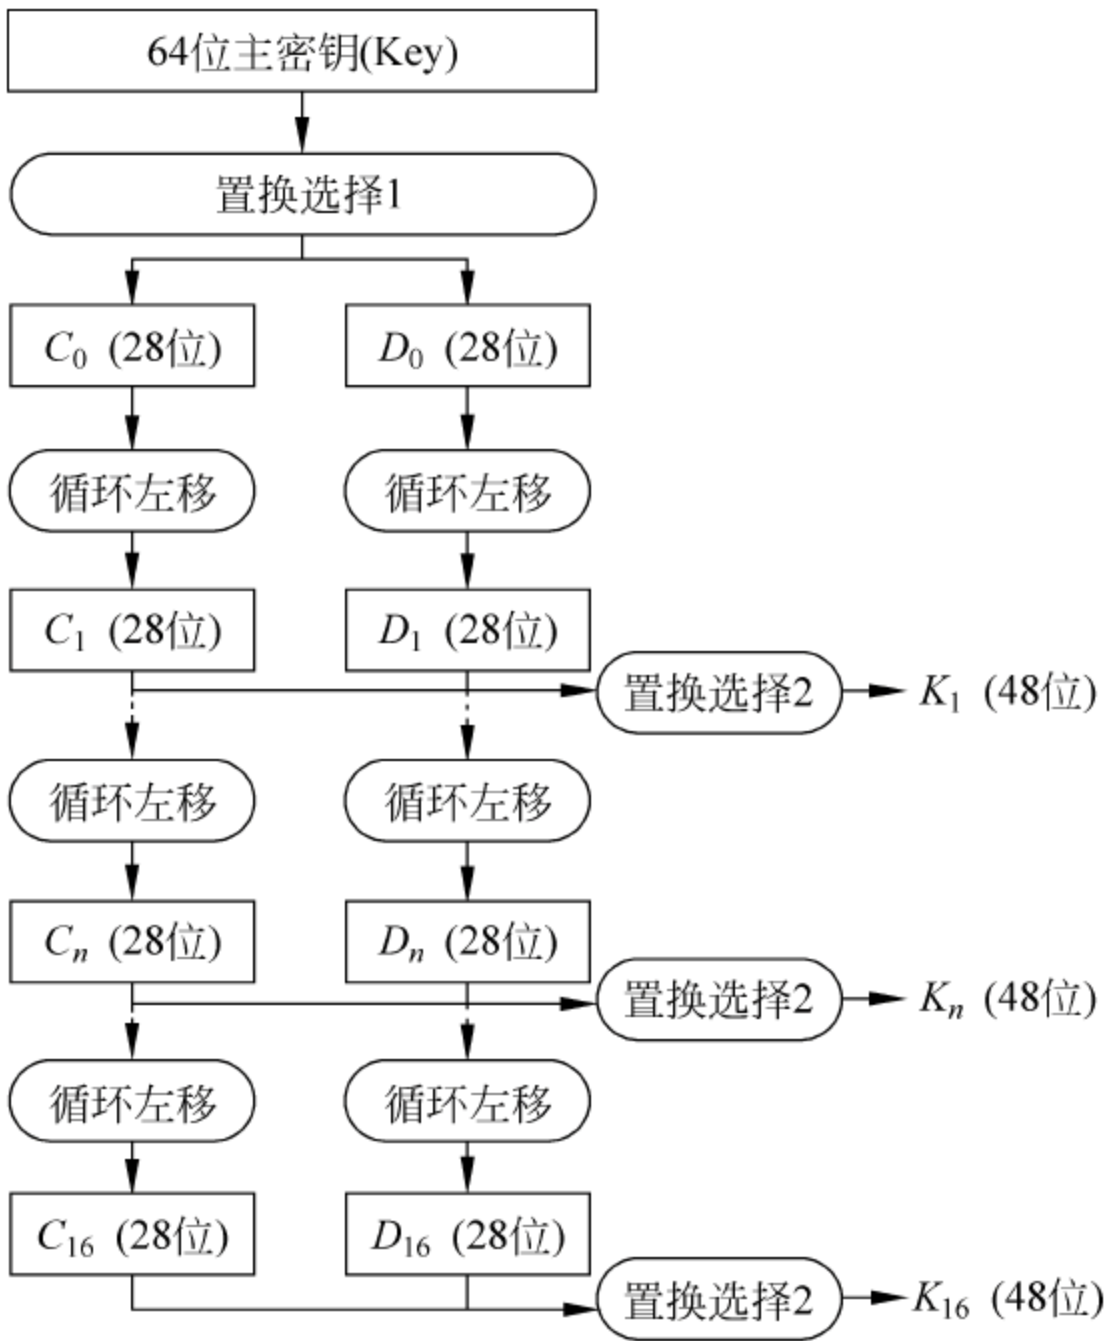 64位主密钥(Key)
置换选择1
C₀ (28位) D₀ (28位)
循环左移 循环左移
C₁ (28位) D₁ (28位)
置换选择2 K₁ (48位)
循环左移 循环左移
Cₙ (28位) Dₙ (28位)
置换选择2 Kₙ (48位)
循环左移 循环左移
C₁₆ (28位) D₁₆ (28位)
置换选择2 K₁₆ (48位)